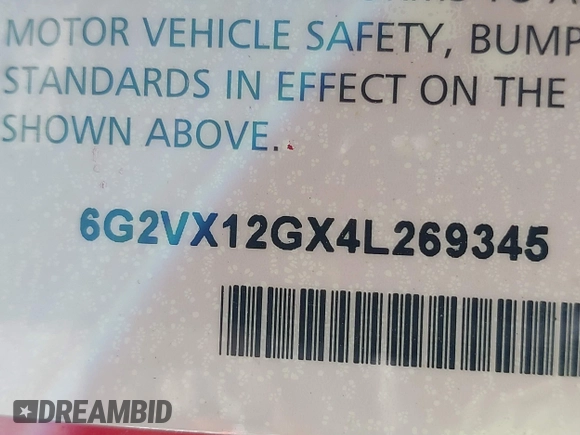 MOTOR VEHICLE SAFETY, BUMP
STANDARDS IN EFFECT ON THE
SHOWN ABOVE.
6G2VX12GX4L269345
DREAMBID